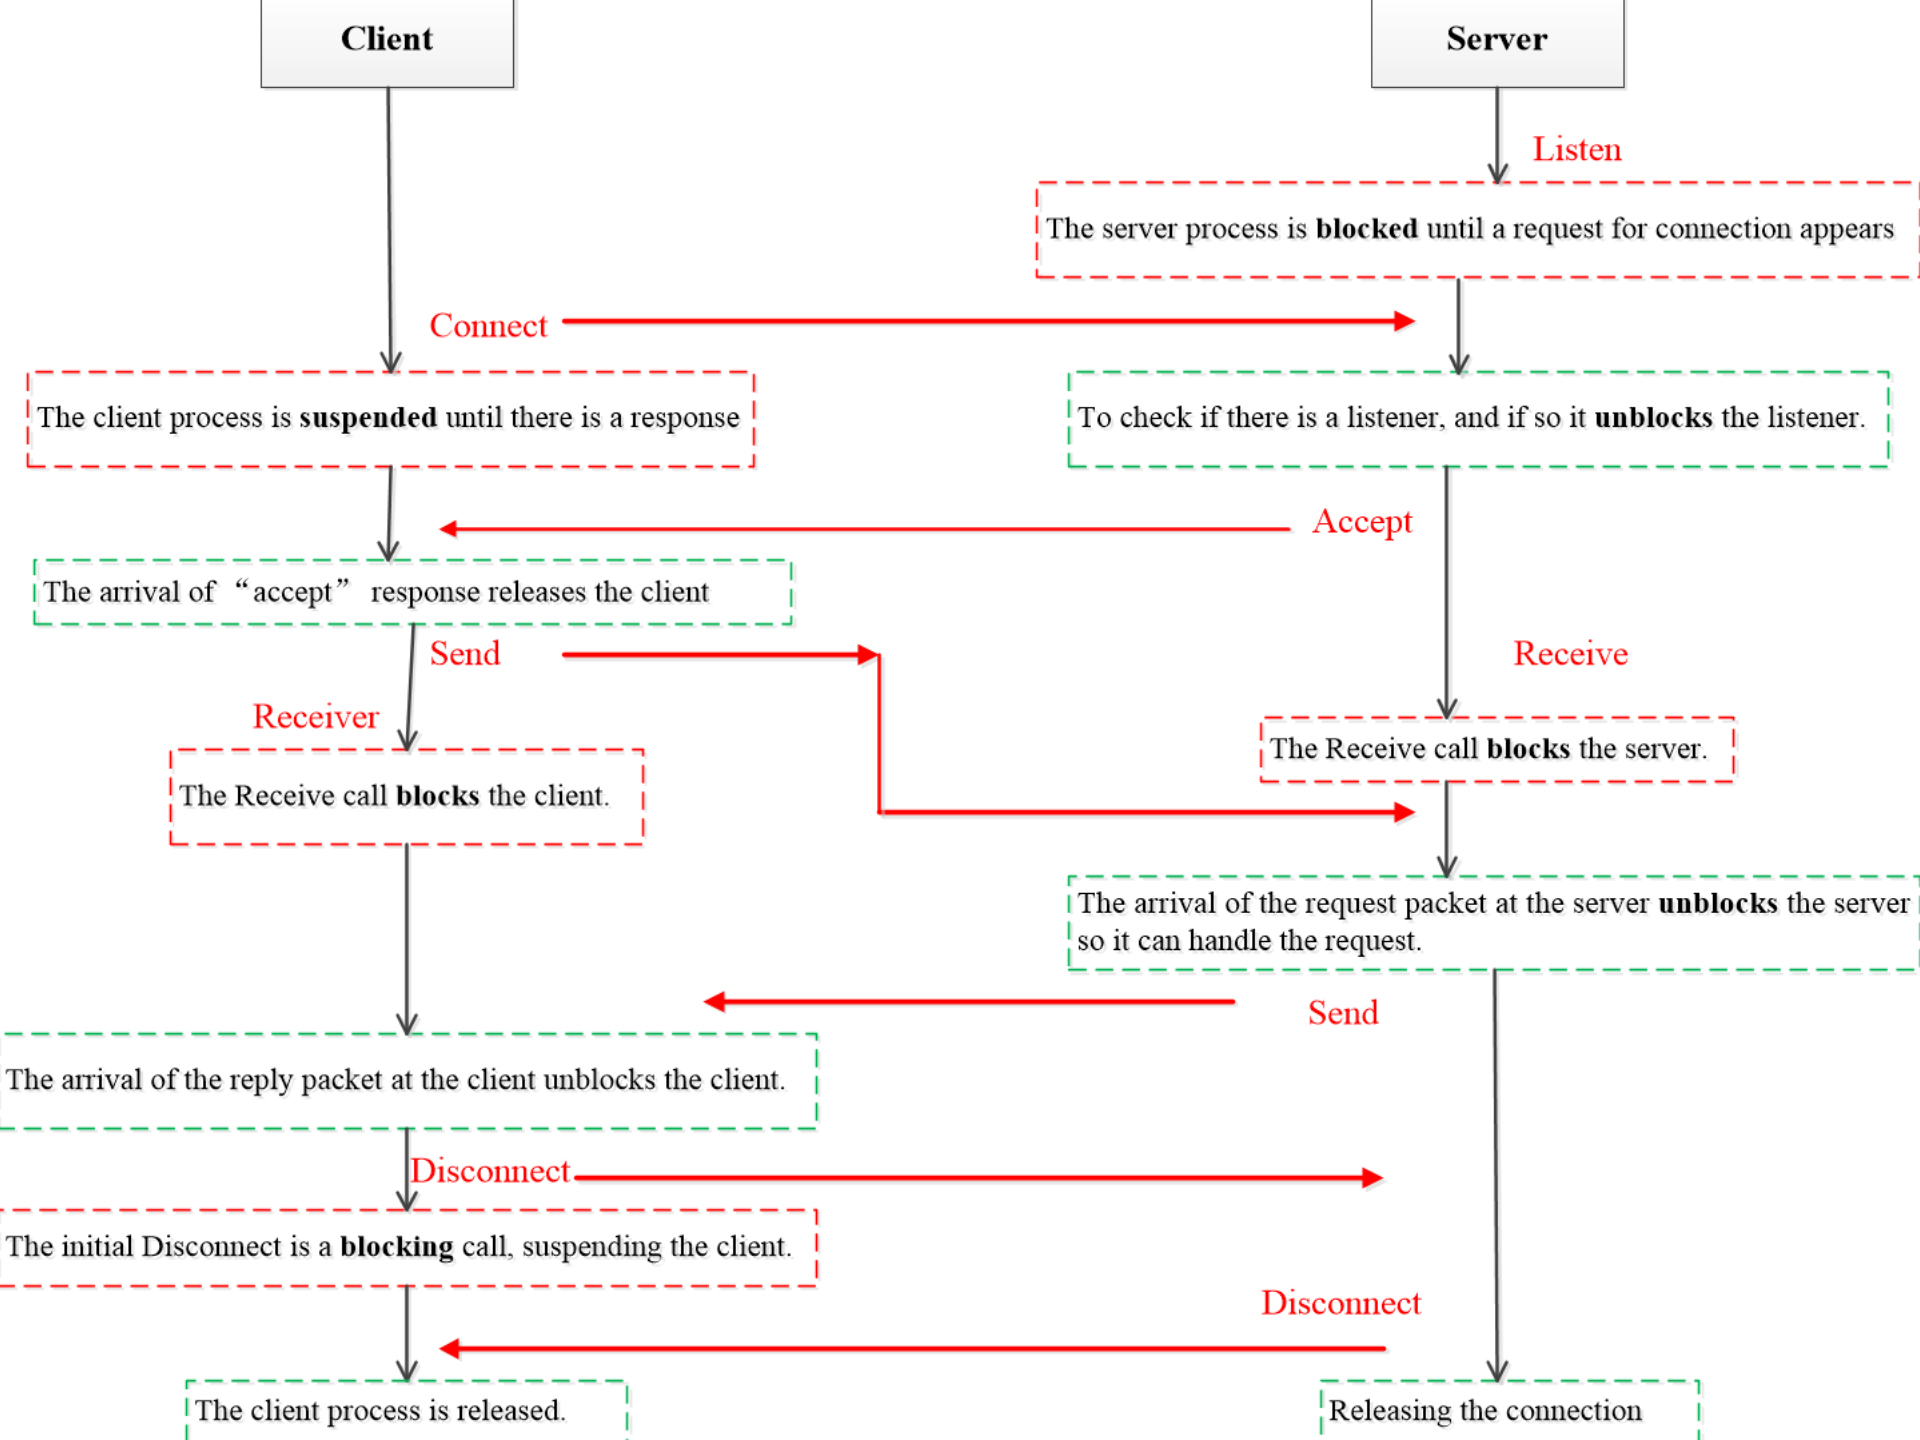 Client
Server
Listen
The server process is blocked until a request for connection appears
Connect
The client process is suspended until there is a response
To check if there is a listener, and if so it unblocks the listener.
Accept
The arrival of “accept” response releases the client
Send
Receive
Receiver
The Receive call blocks the server.
The Receive call blocks the client.
The arrival of the request packet at the server unblocks the server
so it can handle the request.
Send
The arrival of the reply packet at the client unblocks the client.
Disconnect
The initial Disconnect is a blocking call, suspending the client.
Disconnect
The client process is released.
Releasing the connection